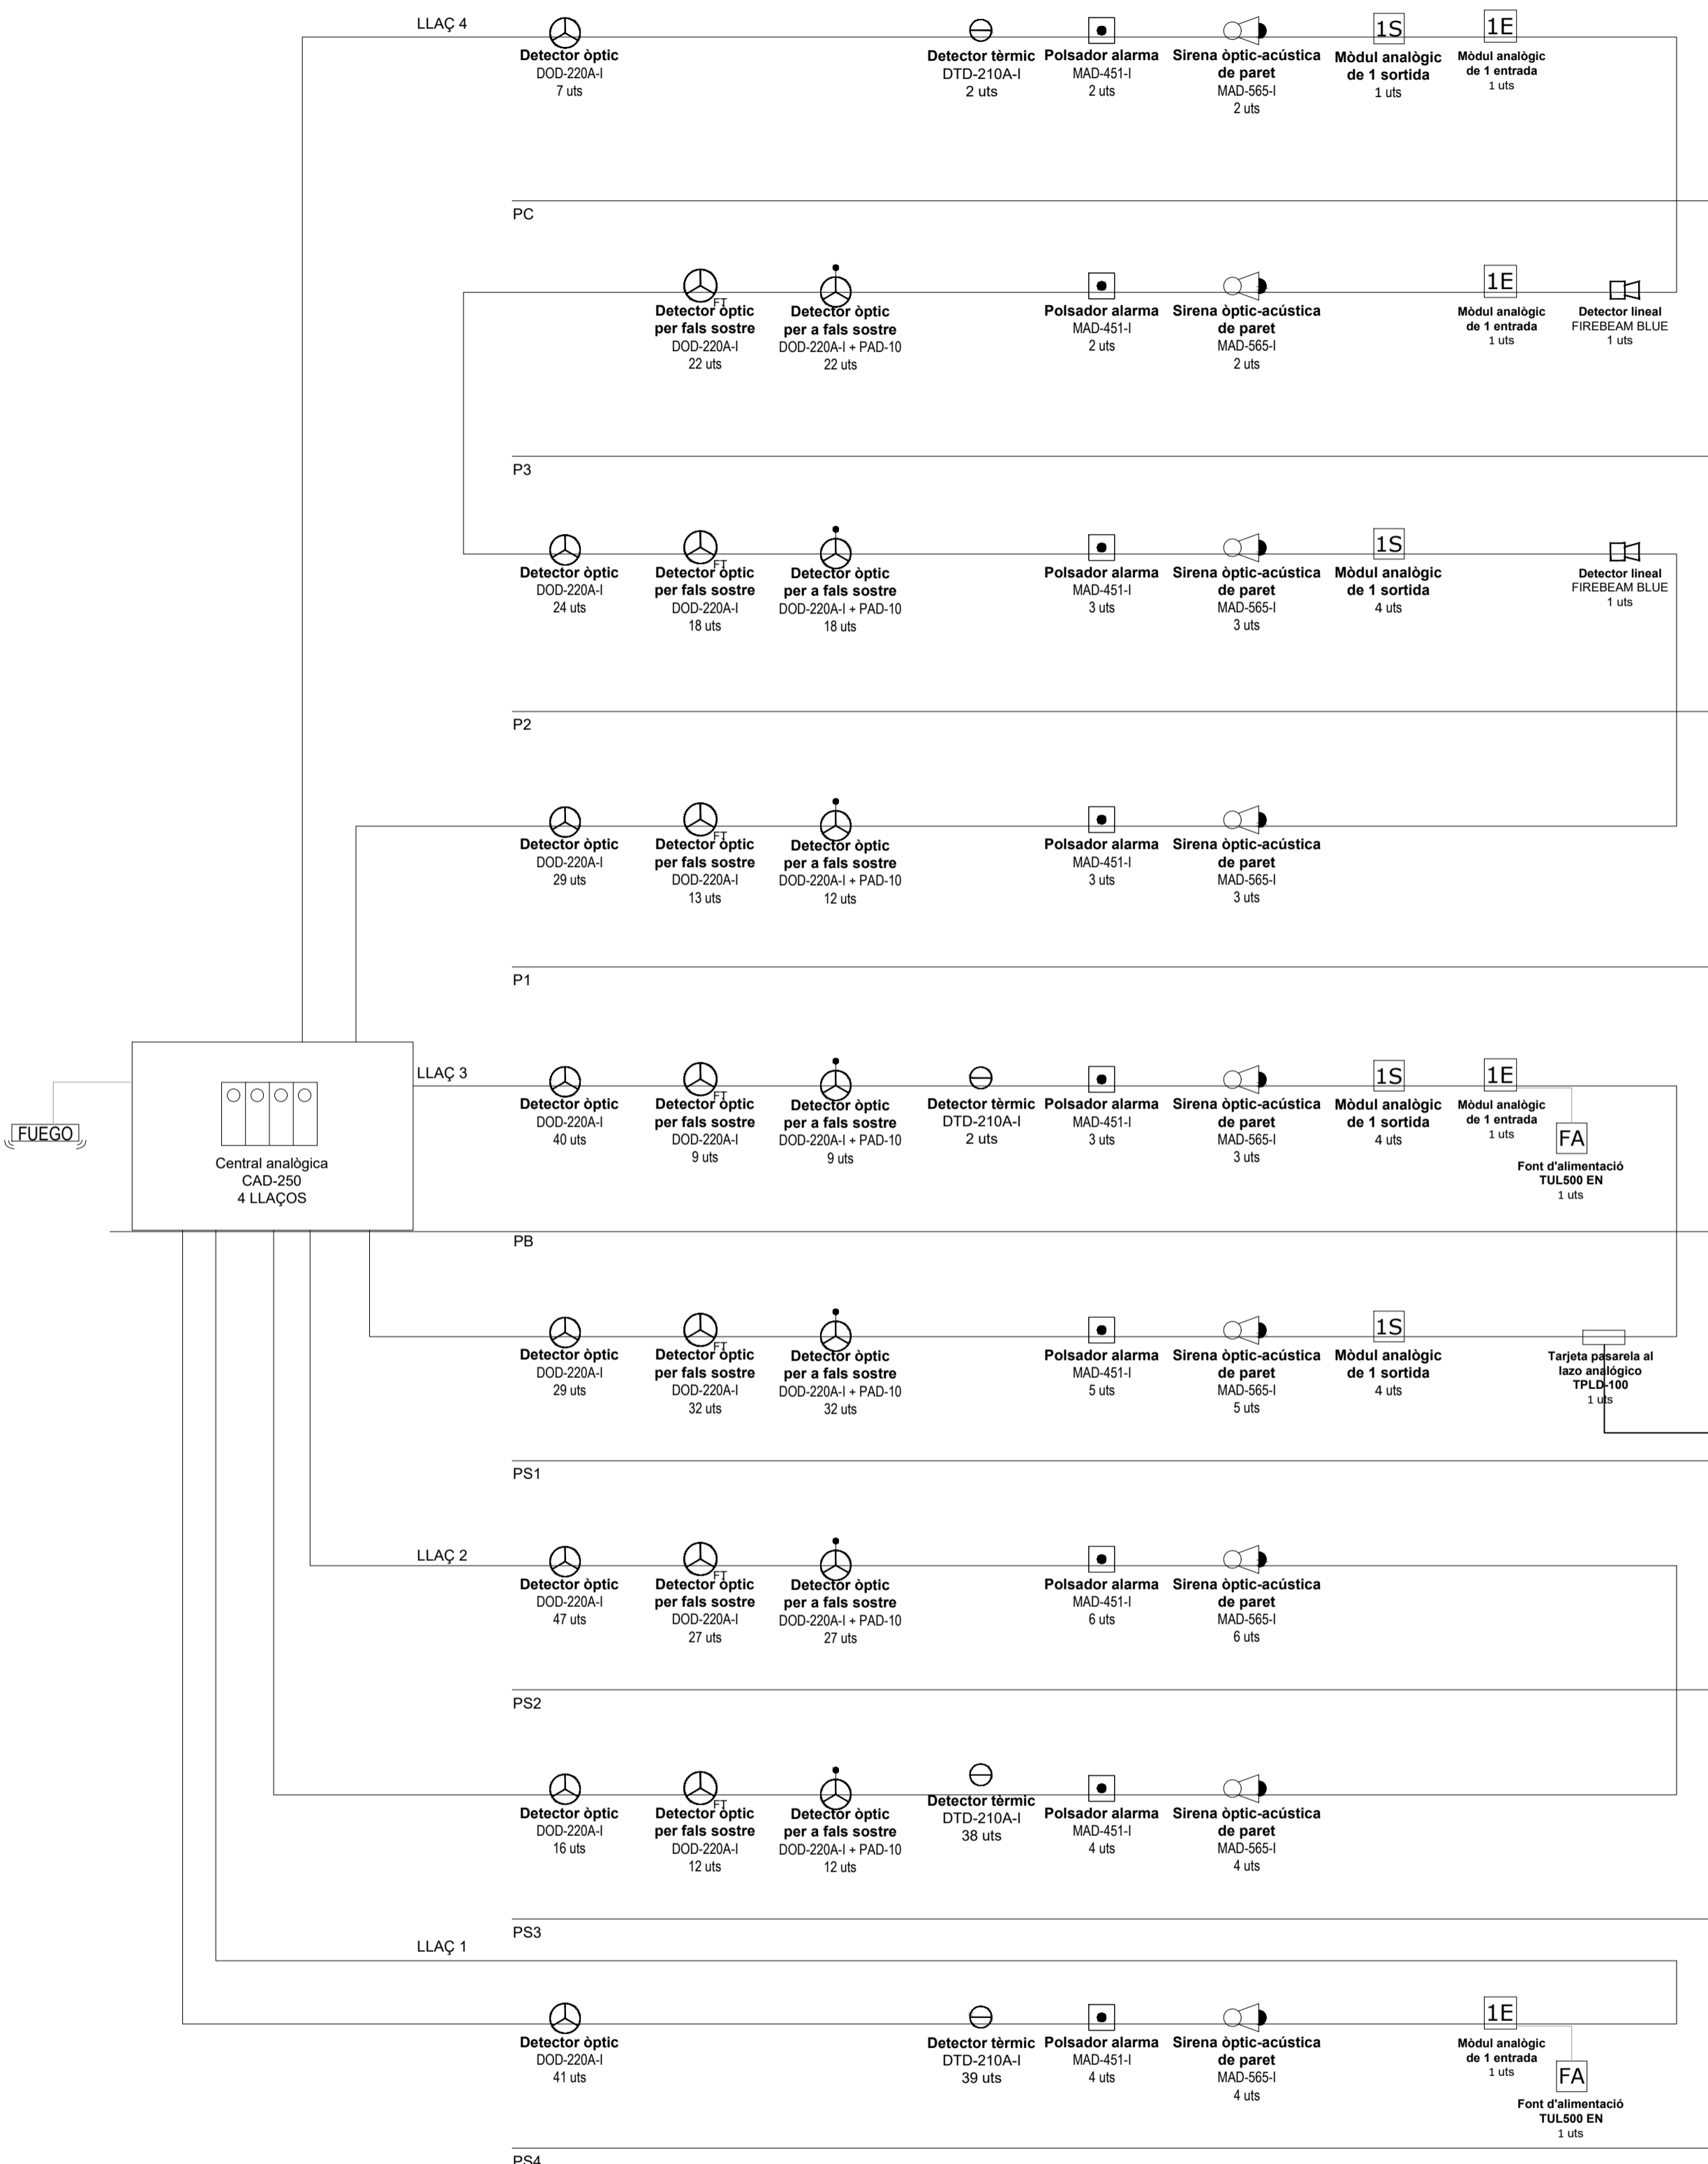 LLAÇ 4
Detector òptic
DOD-220A-I
7 uts
Detector tèrmic
DTD-210A-I
2 uts
Polsador alarma
MAD-451-I
2 uts
Sirena òptic-acústica
de paret
MAD-565-I
2 uts
1S
Mòdul analògic
de 1 sortida
1 uts
1E
Mòdul analògic
de 1 entrada
1 uts
PC
FT
Detector òptic
per fals sostre
DOD-220A-I
22 uts
Detector òptic
per a fals sostre
DOD-220A-I + PAD-10
22 uts
Polsador alarma
MAD-451-I
2 uts
Sirena òptic-acústica
de paret
MAD-565-I
2 uts
1E
Mòdul analògic
de 1 entrada
1 uts
Detector lineal
FIREBEAM BLUE
1 uts
P3
Detector òptic
DOD-220A-I
24 uts
FT
Detector òptic
per fals sostre
DOD-220A-I
18 uts
Detector òptic
per a fals sostre
DOD-220A-I + PAD-10
18 uts
Polsador alarma
MAD-451-I
3 uts
Sirena òptic-acústica
de paret
MAD-565-I
3 uts
1S
Mòdul analògic
de 1 sortida
4 uts
Detector lineal
FIREBEAM BLUE
1 uts
P2
Detector òptic
DOD-220A-I
29 uts
FT
Detector òptic
per fals sostre
DOD-220A-I
13 uts
Detector òptic
per a fals sostre
DOD-220A-I + PAD-10
12 uts
Polsador alarma
MAD-451-I
3 uts
Sirena òptic-acústica
de paret
MAD-565-I
3 uts
P1
FUEGO
Central analògica
CAD-250
4 LLAÇOS
LLAÇ 3
Detector òptic
DOD-220A-I
40 uts
FT
Detector òptic
per fals sostre
DOD-220A-I
9 uts
Detector òptic
per a fals sostre
DOD-220A-I + PAD-10
9 uts
Detector tèrmic
DTD-210A-I
2 uts
Polsador alarma
MAD-451-I
3 uts
Sirena òptic-acústica
de paret
MAD-565-I
3 uts
1S
Mòdul analògic
de 1 sortida
4 uts
1E
Mòdul analògic
de 1 entrada
1 uts
FA
Font d'alimentació
TUL500 EN
1 uts
PB
Detector òptic
DOD-220A-I
29 uts
FT
Detector òptic
per fals sostre
DOD-220A-I
32 uts
Detector òptic
per a fals sostre
DOD-220A-I + PAD-10
32 uts
Polsador alarma
MAD-451-I
5 uts
Sirena òptic-acústica
de paret
MAD-565-I
5 uts
1S
Mòdul analògic
de 1 sortida
4 uts
Tarjeta pasarela al
lazo analógico
TPLD-100
1 uts
PS1
LLAÇ 2
Detector òptic
DOD-220A-I
47 uts
FT
Detector òptic
per fals sostre
DOD-220A-I
27 uts
Detector òptic
per a fals sostre
DOD-220A-I + PAD-10
27 uts
Polsador alarma
MAD-451-I
6 uts
Sirena òptic-acústica
de paret
MAD-565-I
6 uts
PS2
Detector òptic
DOD-220A-I
16 uts
FT
Detector òptic
per fals sostre
DOD-220A-I
12 uts
Detector òptic
per a fals sostre
DOD-220A-I + PAD-10
12 uts
Detector tèrmic
DTD-210A-I
38 uts
Polsador alarma
MAD-451-I
4 uts
Sirena òptic-acústica
de paret
MAD-565-I
4 uts
PS3
LLAÇ 1
Detector òptic
DOD-220A-I
41 uts
Detector tèrmic
DTD-210A-I
39 uts
Polsador alarma
MAD-451-I
4 uts
Sirena òptic-acústica
de paret
MAD-565-I
4 uts
1E
Mòdul analògic
de 1 entrada
1 uts
FA
Font d'alimentació
TUL500 EN
1 uts
PS4